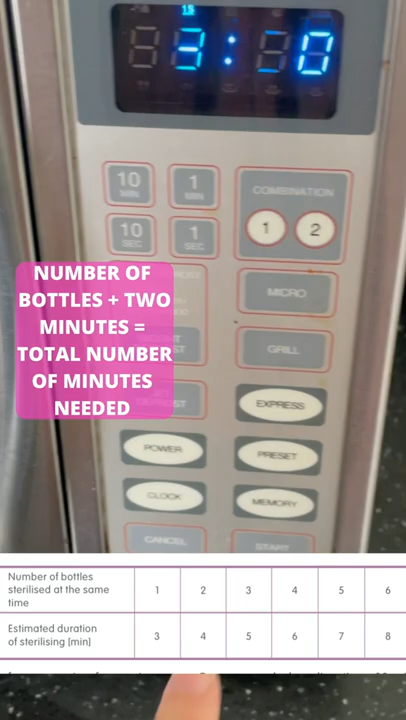 3: 0
10 MIN
1 MIN
COMBINATION
10 SEC
1 SEC
1 2
NUMBER OF
BOTTLES + TWO
MINUTES =
TOTAL NUMBER
OF MINUTES
NEEDED
MICRO
GRILL
EXPRESS
POWER
PRESET
CLOCK
MEMORY
CANCEL
START
Number of bottles
sterilised at the same
time
1 2 3 4 5 6
Estimated duration
of sterilising (min)
3 4 5 6 7 8